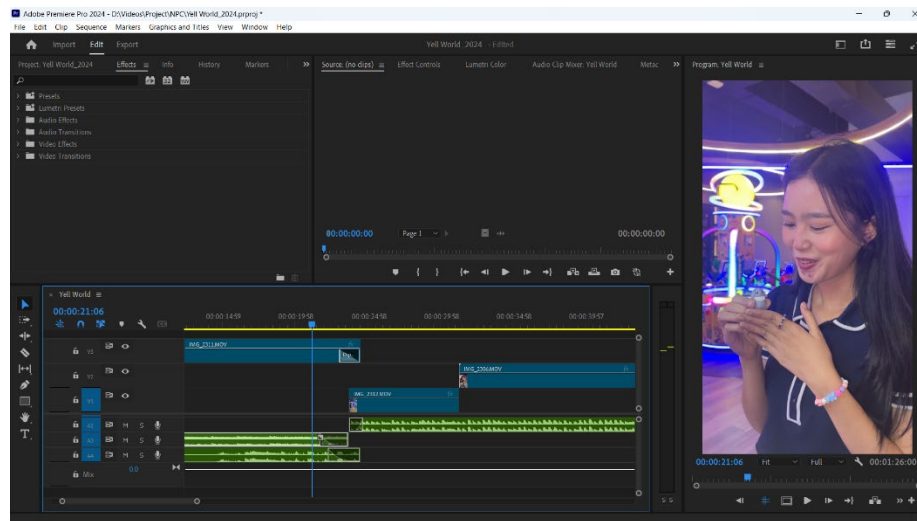 Adobe Premiere Pro 2024 - D:\Videos\Project\NPC\Yell World_2024.prproj *
File Edit Clip Sequence Markers Graphics and Titles View Window Help
Import Edit Export Yell World_2024 - Edited
Project: Yell World_2024 Effects Info History Markers
Source: (no clips) Effect Controls Lumetri Color Audio Clip Mixer: Yell World Metac
Program: Yell World
Presets
Lumetri Presets
Audio Effects
Audio Transitions
Video Effects
Video Transitions
00:00:00:00 Page 1 00:00:00:00
Yell World
00:00:21:06
00:00:14:59 00:00:19:58 00:00:24:58 00:00:29:58 00:00:34:58 00:00:39:57
V3 IMG_2311.MOV
V2 IMG_2306.MOV
V1
A2 M S
A3 M S
A4 M S
Mix 0.0
S S
00:00:21:06 Fit Full 00:01:26:00